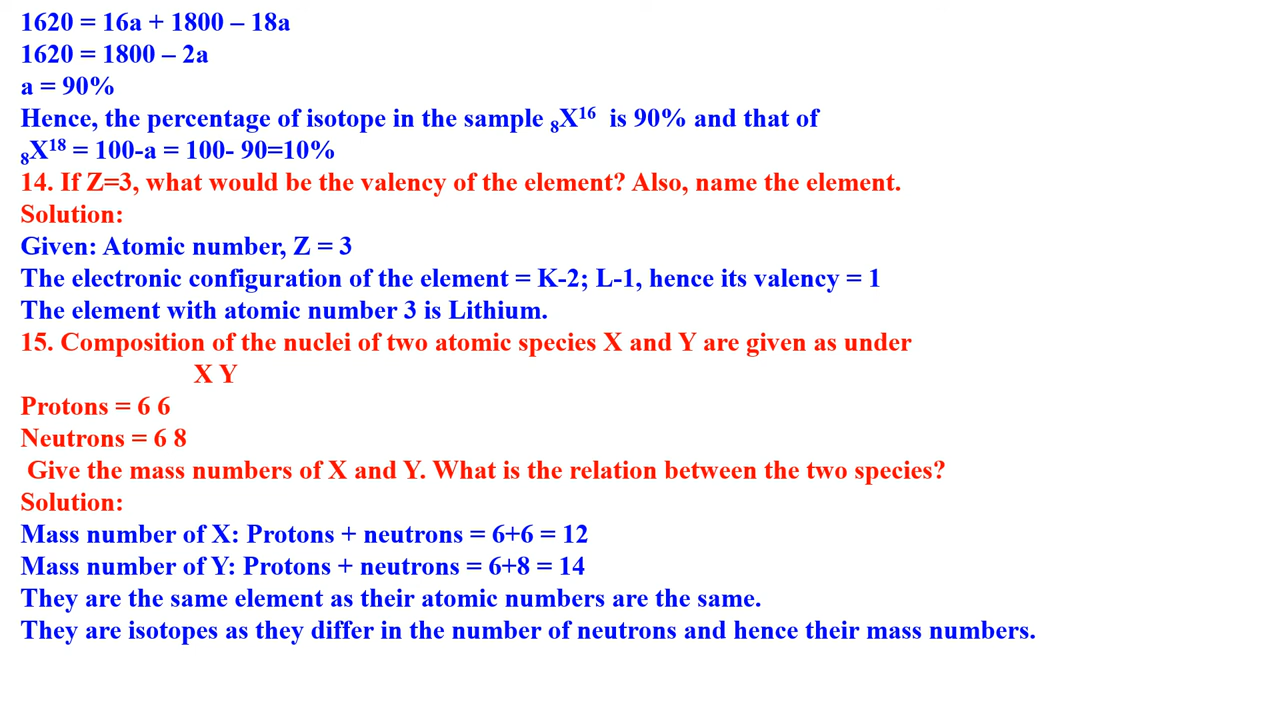 1620 = 16a + 1800 – 18a
1620 = 1800 – 2a
a = 90%
Hence, the percentage of isotope in the sample ₈X¹⁶ is 90% and that of
₈X¹⁸ = 100-a = 100- 90=10%
14. If Z=3, what would be the valency of the element? Also, name the element.
Solution:
Given: Atomic number, Z = 3
The electronic configuration of the element = K-2; L-1, hence its valency = 1
The element with atomic number 3 is Lithium.
15. Composition of the nuclei of two atomic species X and Y are given as under
X Y
Protons = 6 6
Neutrons = 6 8
Give the mass numbers of X and Y. What is the relation between the two species?
Solution:
Mass number of X: Protons + neutrons = 6+6 = 12
Mass number of Y: Protons + neutrons = 6+8 = 14
They are the same element as their atomic numbers are the same.
They are isotopes as they differ in the number of neutrons and hence their mass numbers.